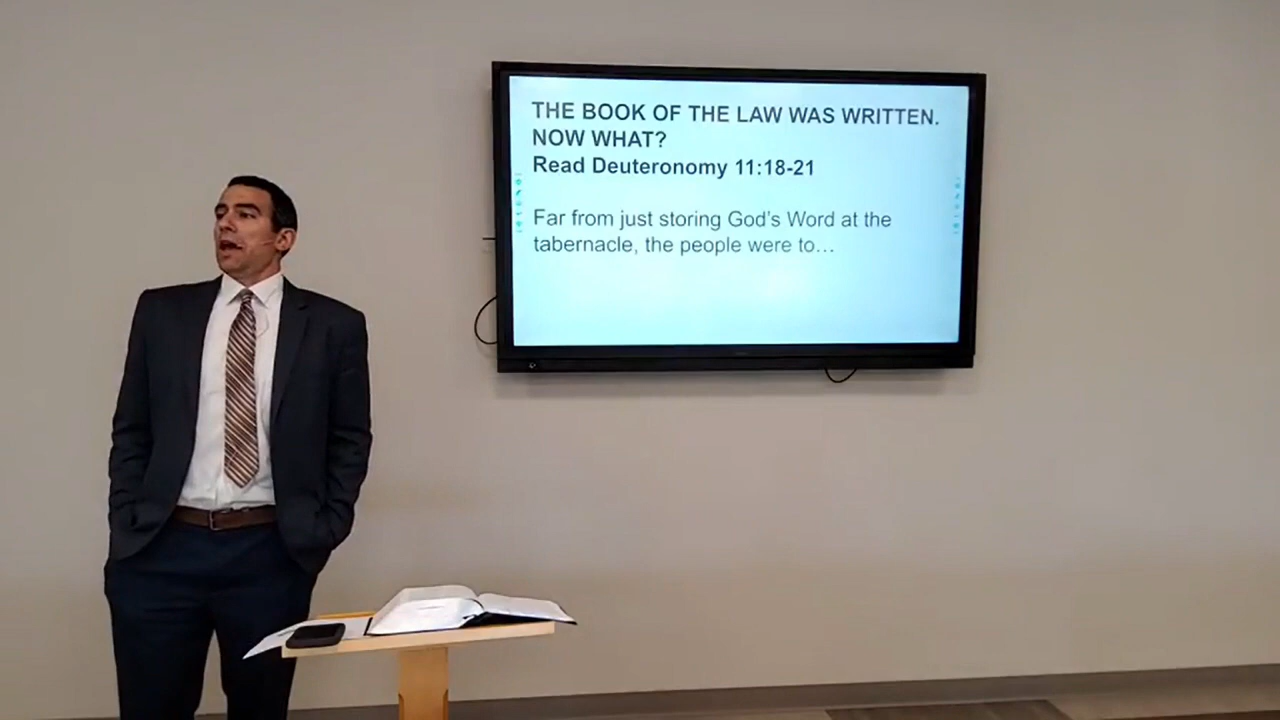 THE BOOK OF THE LAW WAS WRITTEN.
NOW WHAT?
Read Deuteronomy 11:18-21
Far from just storing God's Word at the
tabernacle, the people were to…